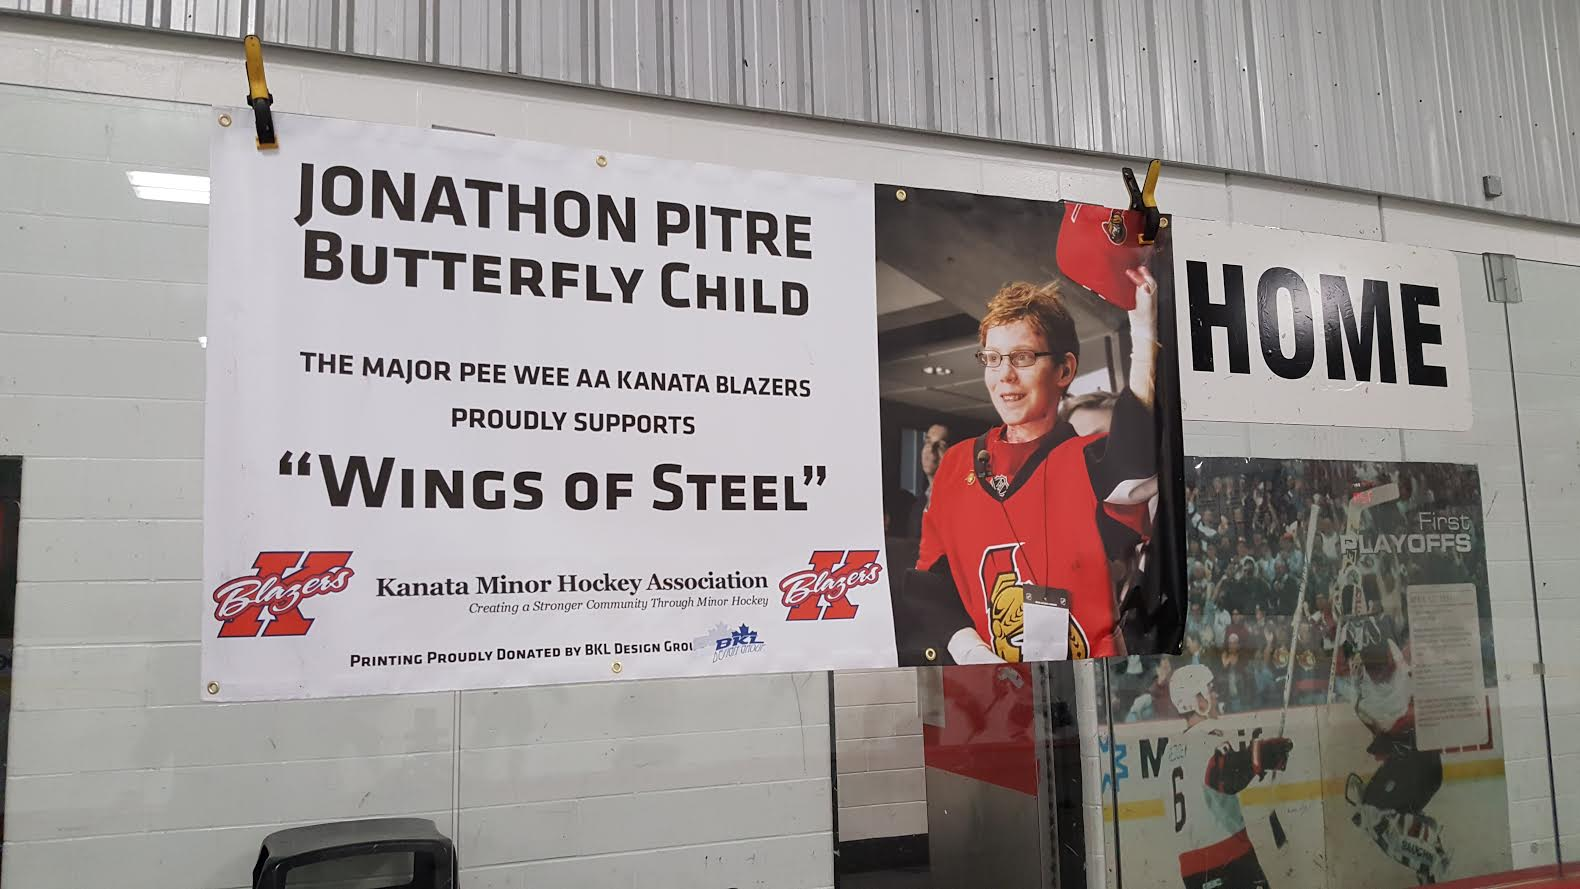 JONATHON PITRE
BUTTERFLY CHILD
THE MAJOR PEE WEE AA KANATA BLAZERS
PROUDLY SUPPORTS
“WINGS OF STEEL”
K
Blazers
Kanata Minor Hockey Association
Creating a Stronger Community Through Minor Hockey
K
Blazers
PRINTING PROUDLY DONATED BY BKL DESIGN GROU
BKL
HOME
First
PLAYOFFS
6